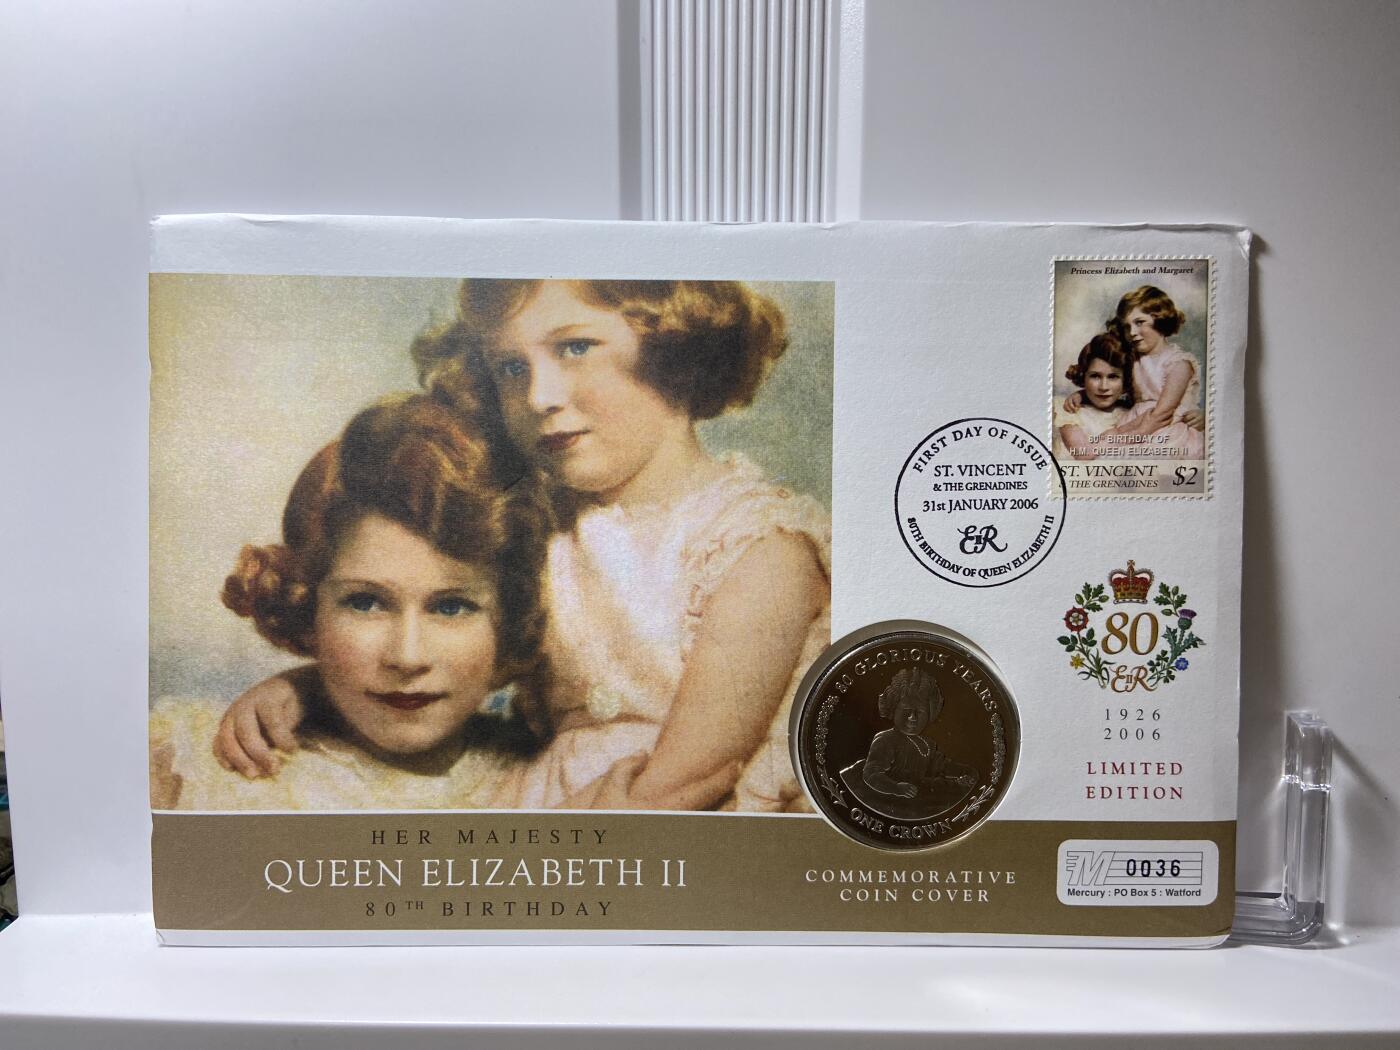 Princess Elizabeth and Margaret
80th BIRTHDAY OF
H.M. QUEEN ELIZABETH II
ST. VINCENT
& THE GRENADINES
$2
FIRST DAY OF ISSUE
ST. VINCENT
& THE GRENADINES
31st JANUARY 2006
EIIR
80TH BIRTHDAY OF QUEEN ELIZABETH II
80
EIIR
1926
2006
LIMITED
EDITION
80 GLORIOUS YEARS
ONE CROWN
HER MAJESTY
QUEEN ELIZABETH II
80TH BIRTHDAY
COMMEMORATIVE
COIN COVER
M 0036
Mercury : PO Box 5 : Watford